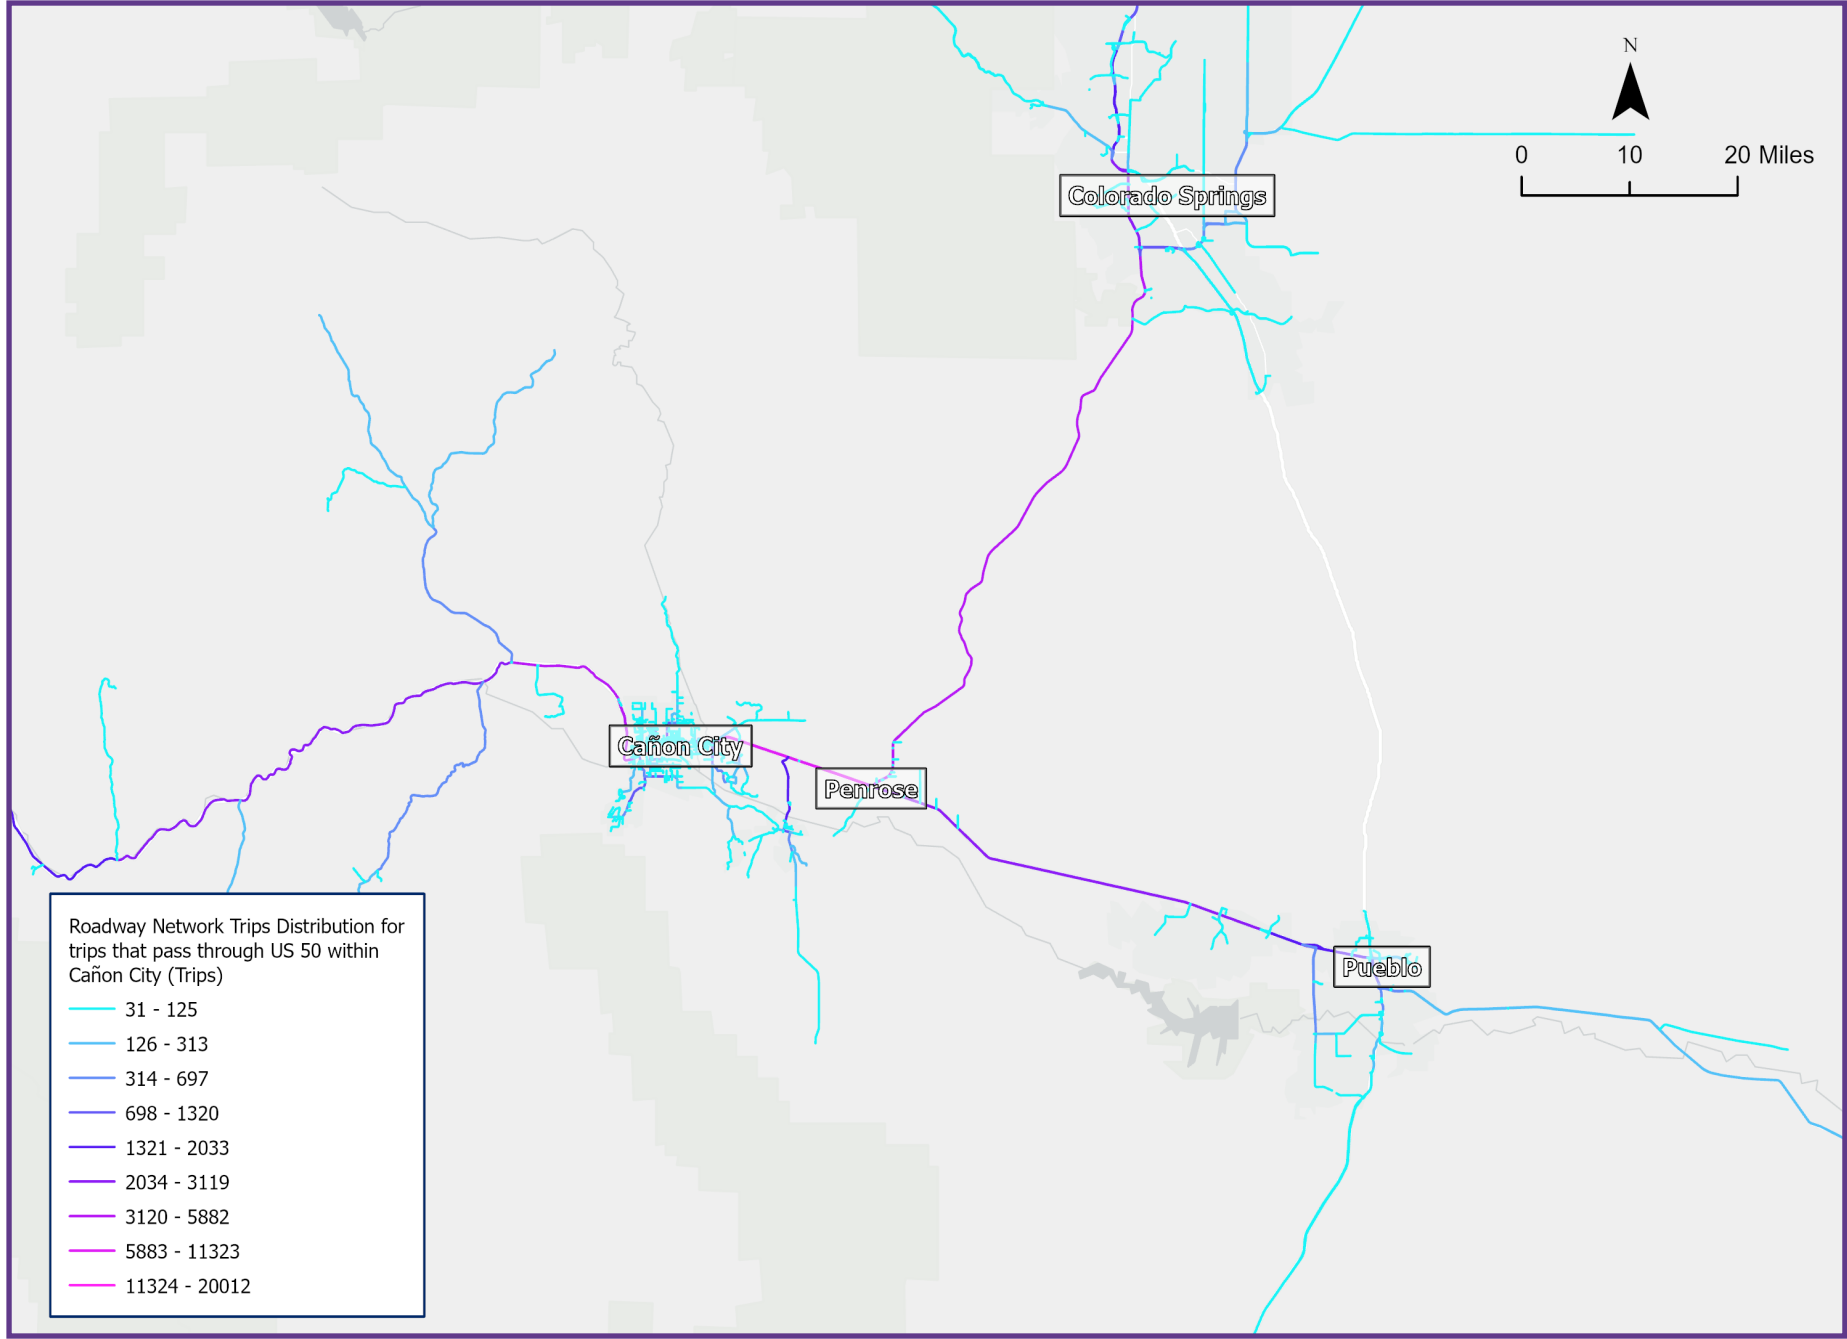 N
0 10 20 Miles
Colorado Springs
Cañon City
Penrose
Pueblo
Roadway Network Trips Distribution for
trips that pass through US 50 within
Cañon City (Trips)
31 - 125
126 - 313
314 - 697
698 - 1320
1321 - 2033
2034 - 3119
3120 - 5882
5883 - 11323
11324 - 20012